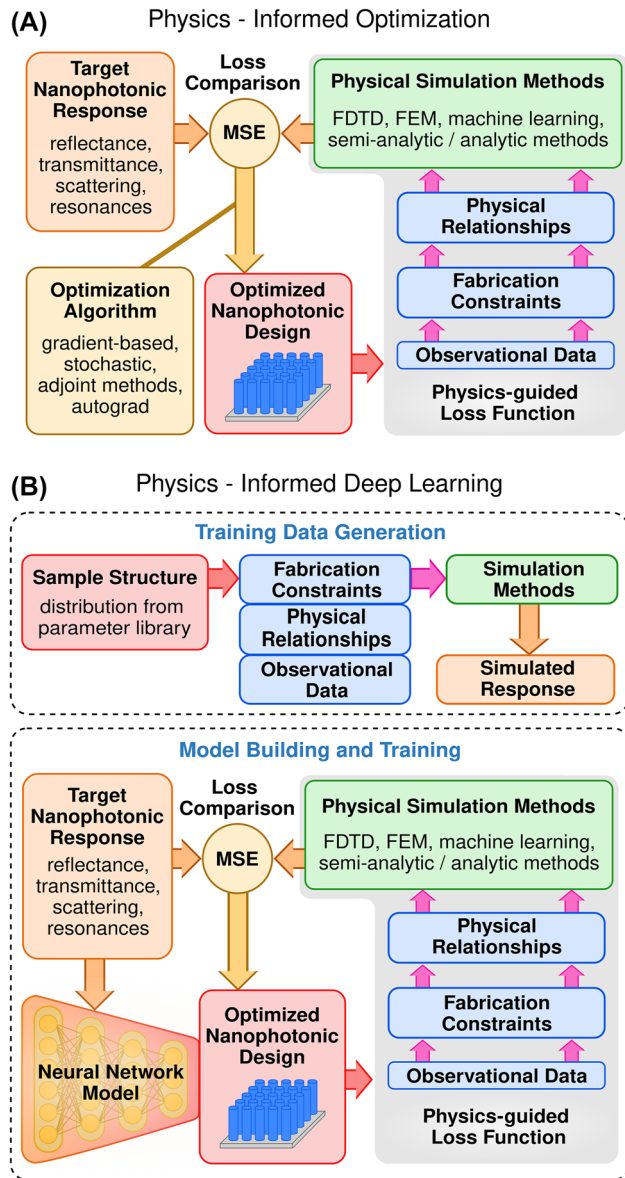 (A) Physics - Informed Optimization
Target
Nanophotonic
Response
reflectance,
transmittance,
scattering,
resonances
Loss
Comparison
MSE
Physical Simulation Methods
FDTD, FEM, machine learning,
semi-analytic / analytic methods
Physical
Relationships
Fabrication
Constraints
Observational Data
Physics-guided
Loss Function
Optimization
Algorithm
gradient-based,
stochastic,
adjoint methods,
autograd
Optimized
Nanophotonic
Design
(B) Physics - Informed Deep Learning
Training Data Generation
Sample Structure
distribution from
parameter library
Fabrication
Constraints
Physical
Relationships
Observational
Data
Simulation
Methods
Simulated
Response
Model Building and Training
Target
Nanophotonic
Response
reflectance,
transmittance,
scattering,
resonances
Loss
Comparison
MSE
Physical Simulation Methods
FDTD, FEM, machine learning,
semi-analytic / analytic methods
Physical
Relationships
Fabrication
Constraints
Observational Data
Physics-guided
Loss Function
Neural Network
Model
Optimized
Nanophotonic
Design